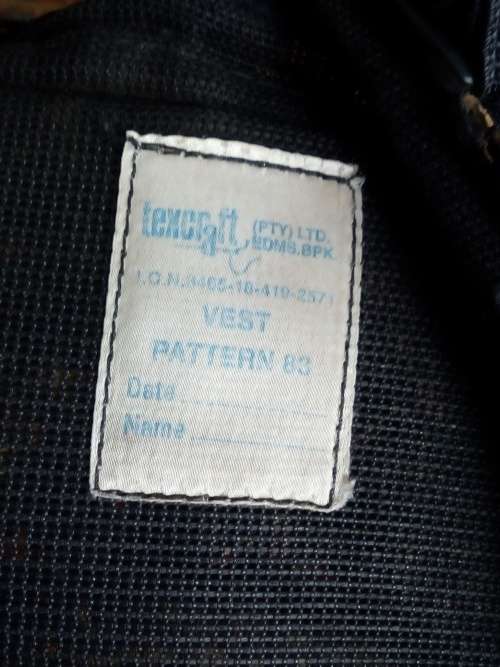 texcraft (PTY) LTD.
EDMS.BPK.
I.C.N.8465-18-419-2571
VEST
PATTERN 83
Date
Name